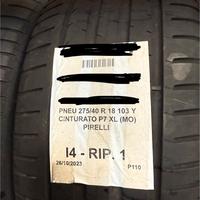 PNEU 275/40 R 18 103 Y
CINTURATO P7 XL (MO)
PIRELLI
I4 - RIP. 1
26/10/2023
P110